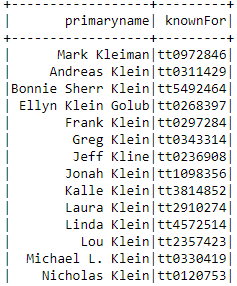 +--------------------+---------+
|         primaryname| knownFor|
+--------------------+---------+
|        Mark Kleiman|tt0972846|
|       Andreas Klein|tt0311429|
|Bonnie Sherr Klein|tt5492464|
|   Ellyn Klein Golub|tt0268397|
|         Frank Klein|tt0297284|
|          Greg Klein|tt0343314|
|          Jeff Kline|tt0236908|
|         Jonah Klein|tt1098356|
|         Kalle Klein|tt3814852|
|         Laura Klein|tt2910274|
|         Linda Klein|tt4572514|
|           Lou Klein|tt2357423|
|    Michael L. Klein|tt0330419|
|      Nicholas Klein|tt0120753|